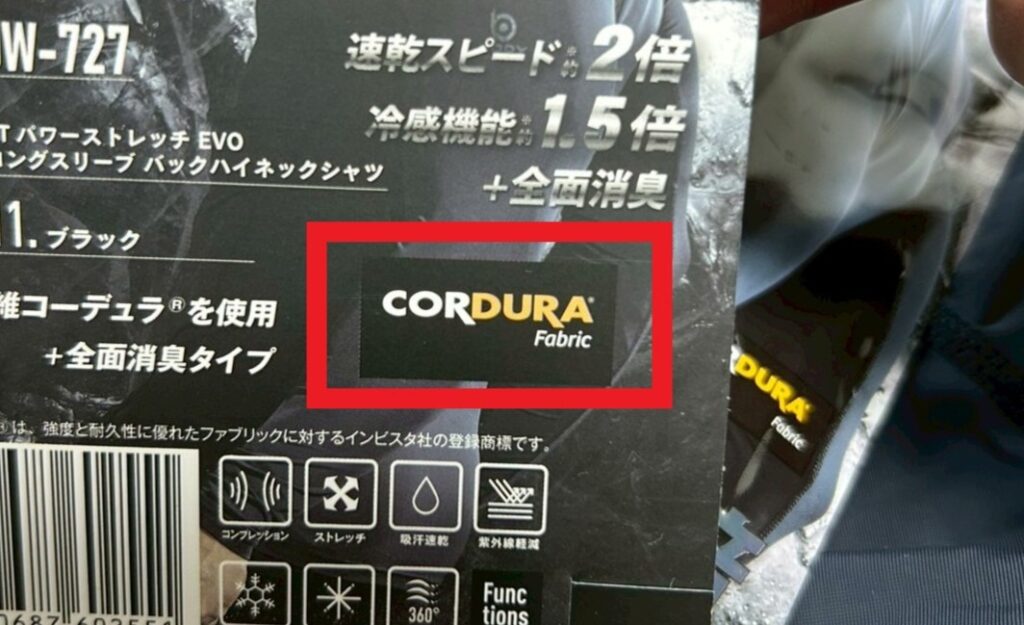 W-727
速乾スピード※約2倍
冷感機能※約1.5倍
+全面消臭
T パワーストレッチ EVO
ロングスリーブ バックハイネックシャツ
1. ブラック
維コーデュラ®を使用
+全面消臭タイプ
CORDURA®
Fabric
®は、強度と耐久性に優れたファブリックに対するインビスタ社の登録商標です。
コンプレッション
ストレッチ
吸汗速乾
紫外線軽減
360°
Func
tions
RDURA
Fabric